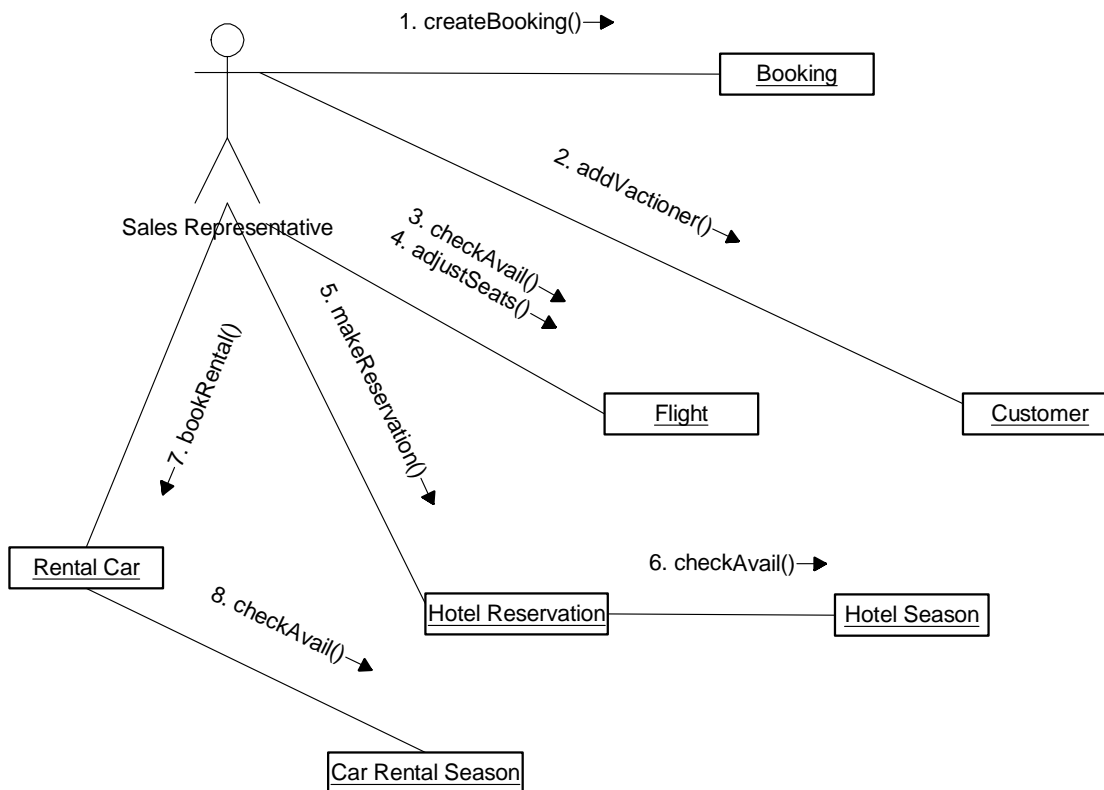 1. createBooking()
Booking
2. addVactioner()
Sales Representative
3. checkAvail()
4. adjustSeats()
5. makeReservation()
7. bookRental()
Flight
Customer
Rental Car
6. checkAvail()
8. checkAvail()
Hotel Reservation
Hotel Season
Car Rental Season